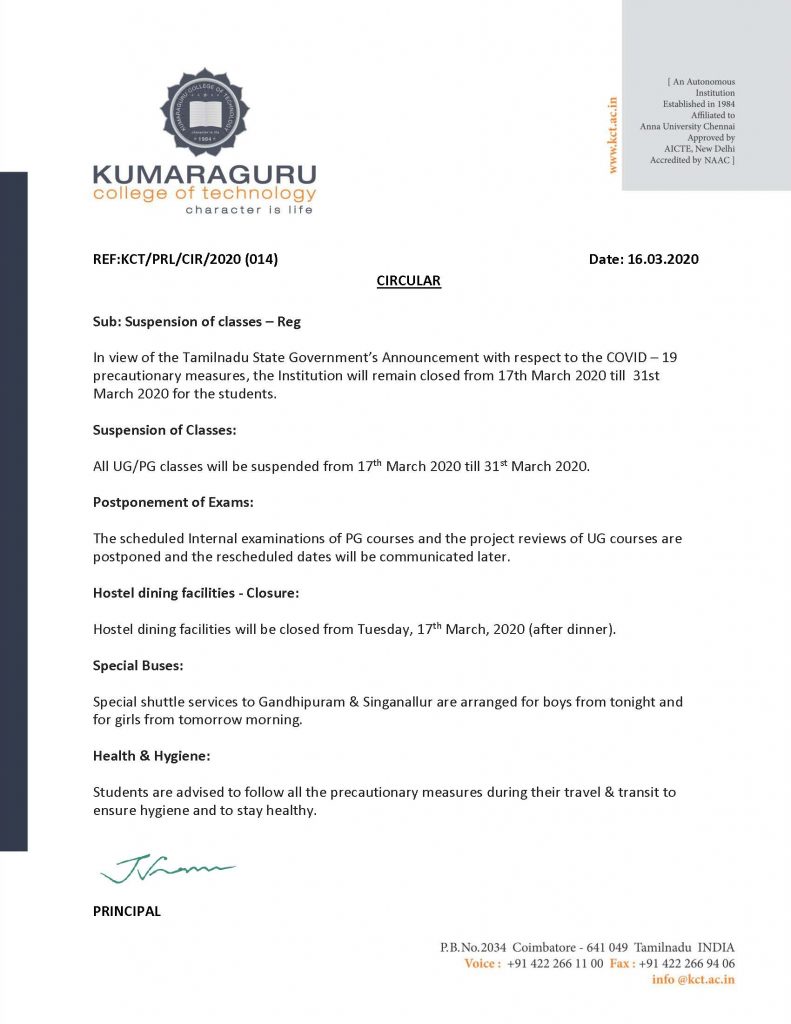 KUMARAGURU COLLEGE OF TECHNOLOGY
character is life
1984
KUMARAGURU
college of technology
character is life
www.kct.ac.in
[ An Autonomous
Institution
Established in 1984
Affiliated to
Anna University Chennai
Approved by
AICTE, New Delhi
Accredited by NAAC ]
REF:KCT/PRL/CIR/2020 (014) Date: 16.03.2020
CIRCULAR
Sub: Suspension of classes – Reg
In view of the Tamilnadu State Government’s Announcement with respect to the COVID – 19
precautionary measures, the Institution will remain closed from 17th March 2020 till 31st
March 2020 for the students.
Suspension of Classes:
All UG/PG classes will be suspended from 17th March 2020 till 31st March 2020.
Postponement of Exams:
The scheduled Internal examinations of PG courses and the project reviews of UG courses are
postponed and the rescheduled dates will be communicated later.
Hostel dining facilities - Closure:
Hostel dining facilities will be closed from Tuesday, 17th March, 2020 (after dinner).
Special Buses:
Special shuttle services to Gandhipuram & Singanallur are arranged for boys from tonight and
for girls from tomorrow morning.
Health & Hygiene:
Students are advised to follow all the precautionary measures during their travel & transit to
ensure hygiene and to stay healthy.
PRINCIPAL
P.B.No.2034 Coimbatore - 641 049 Tamilnadu INDIA
Voice : +91 422 266 11 00 Fax : +91 422 266 94 06
info @kct.ac.in